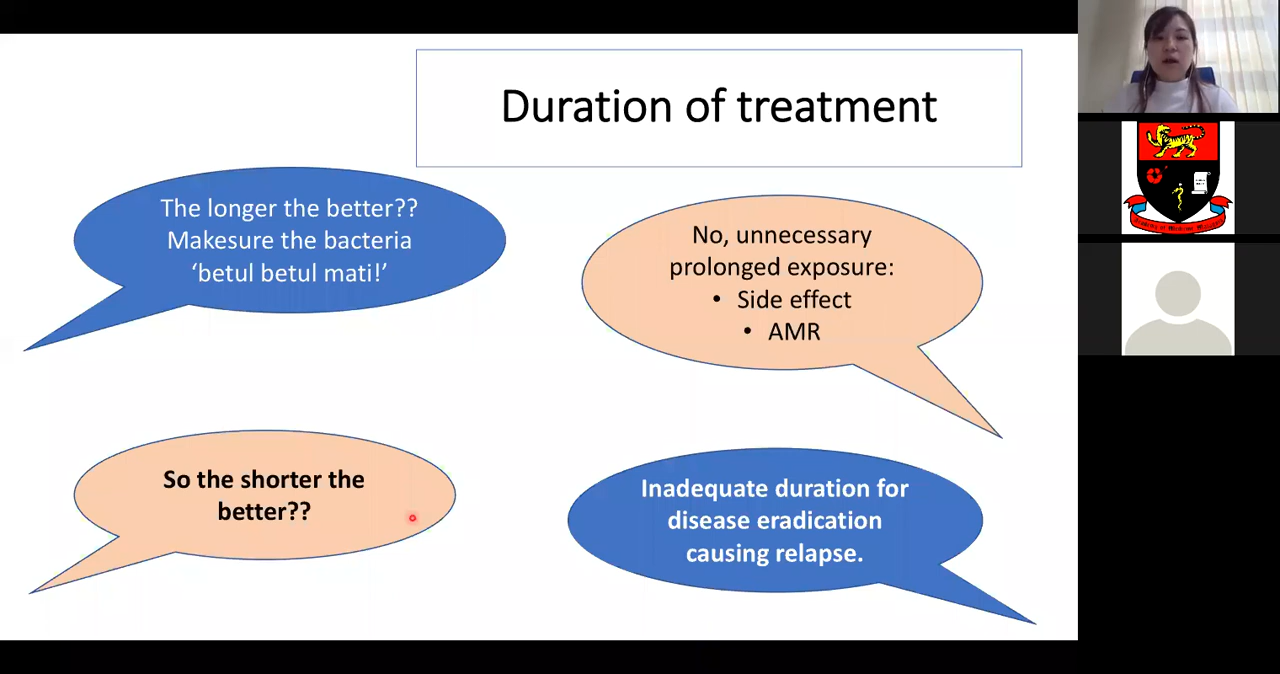 Duration of treatment
The longer the better??
Makesure the bacteria
‘betul betul mati!’
No, unnecessary
prolonged exposure:
• Side effect
• AMR
So the shorter the
better??
Inadequate duration for
disease eradication
causing relapse.